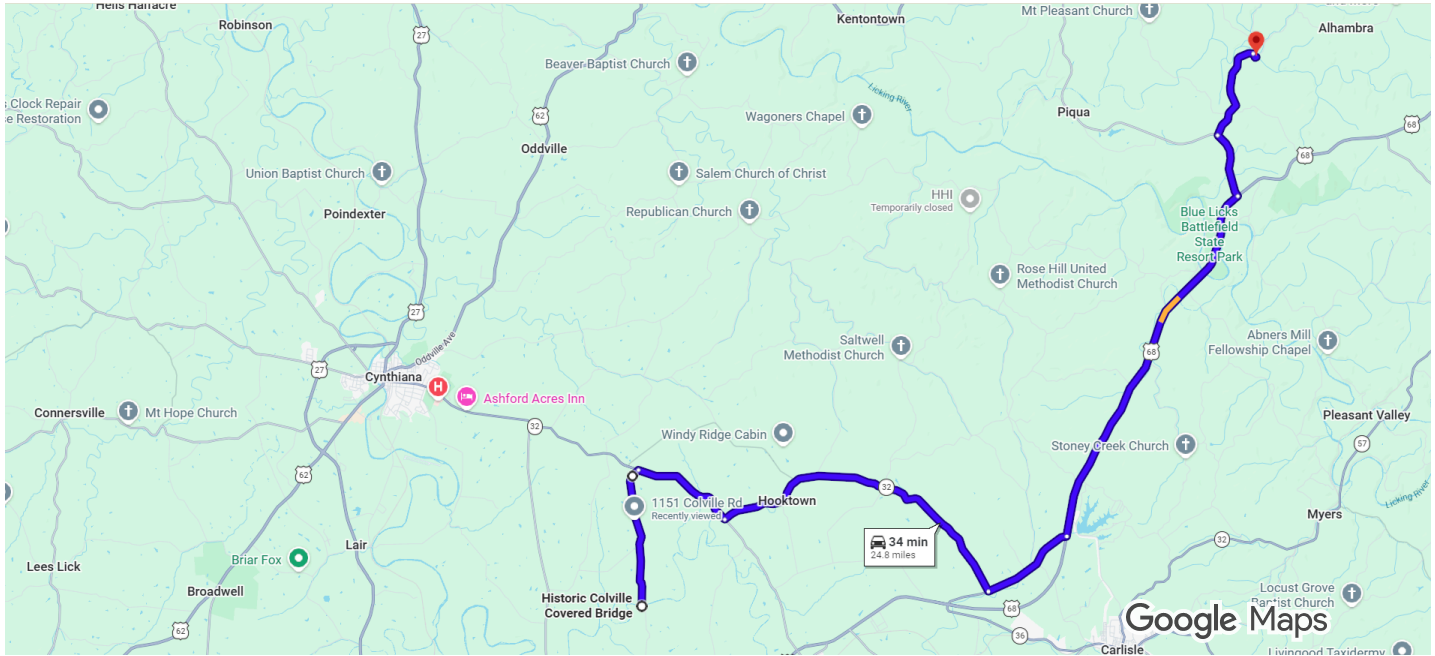 Hells Halfacre
Robinson
Kentontown
Mt Pleasant Church
Alhambra
27
Beaver Baptist Church
s Clock Repair
se Restoration
62
Licking River
Wagoners Chapel
Piqua
68
Oddville
68
Union Baptist Church
Salem Church of Christ
Poindexter
Republican Church
HHI
Temporarily closed
Blue Licks
Battlefield
State
Resort Park
Rose Hill United
Methodist Church
27
Oddville Ave
Saltwell
Methodist Church
68
Abners Mill
Fellowship Chapel
27
Cynthiana
H
Ashford Acres Inn
Connersville
Mt Hope Church
32
Pleasant Valley
Windy Ridge Cabin
Stoney Creek Church
57
62
32
1151 Colville Rd
Recently viewed
Hooktown
Licking River
Myers
34 min
24.8 miles
32
Lair
Briar Fox
Lees Lick
Broadwell
Historic Colville
Covered Bridge
68
Locust Grove
Baptist Church
62
36
Google Maps
Carlisle
Livingood Taxidermy